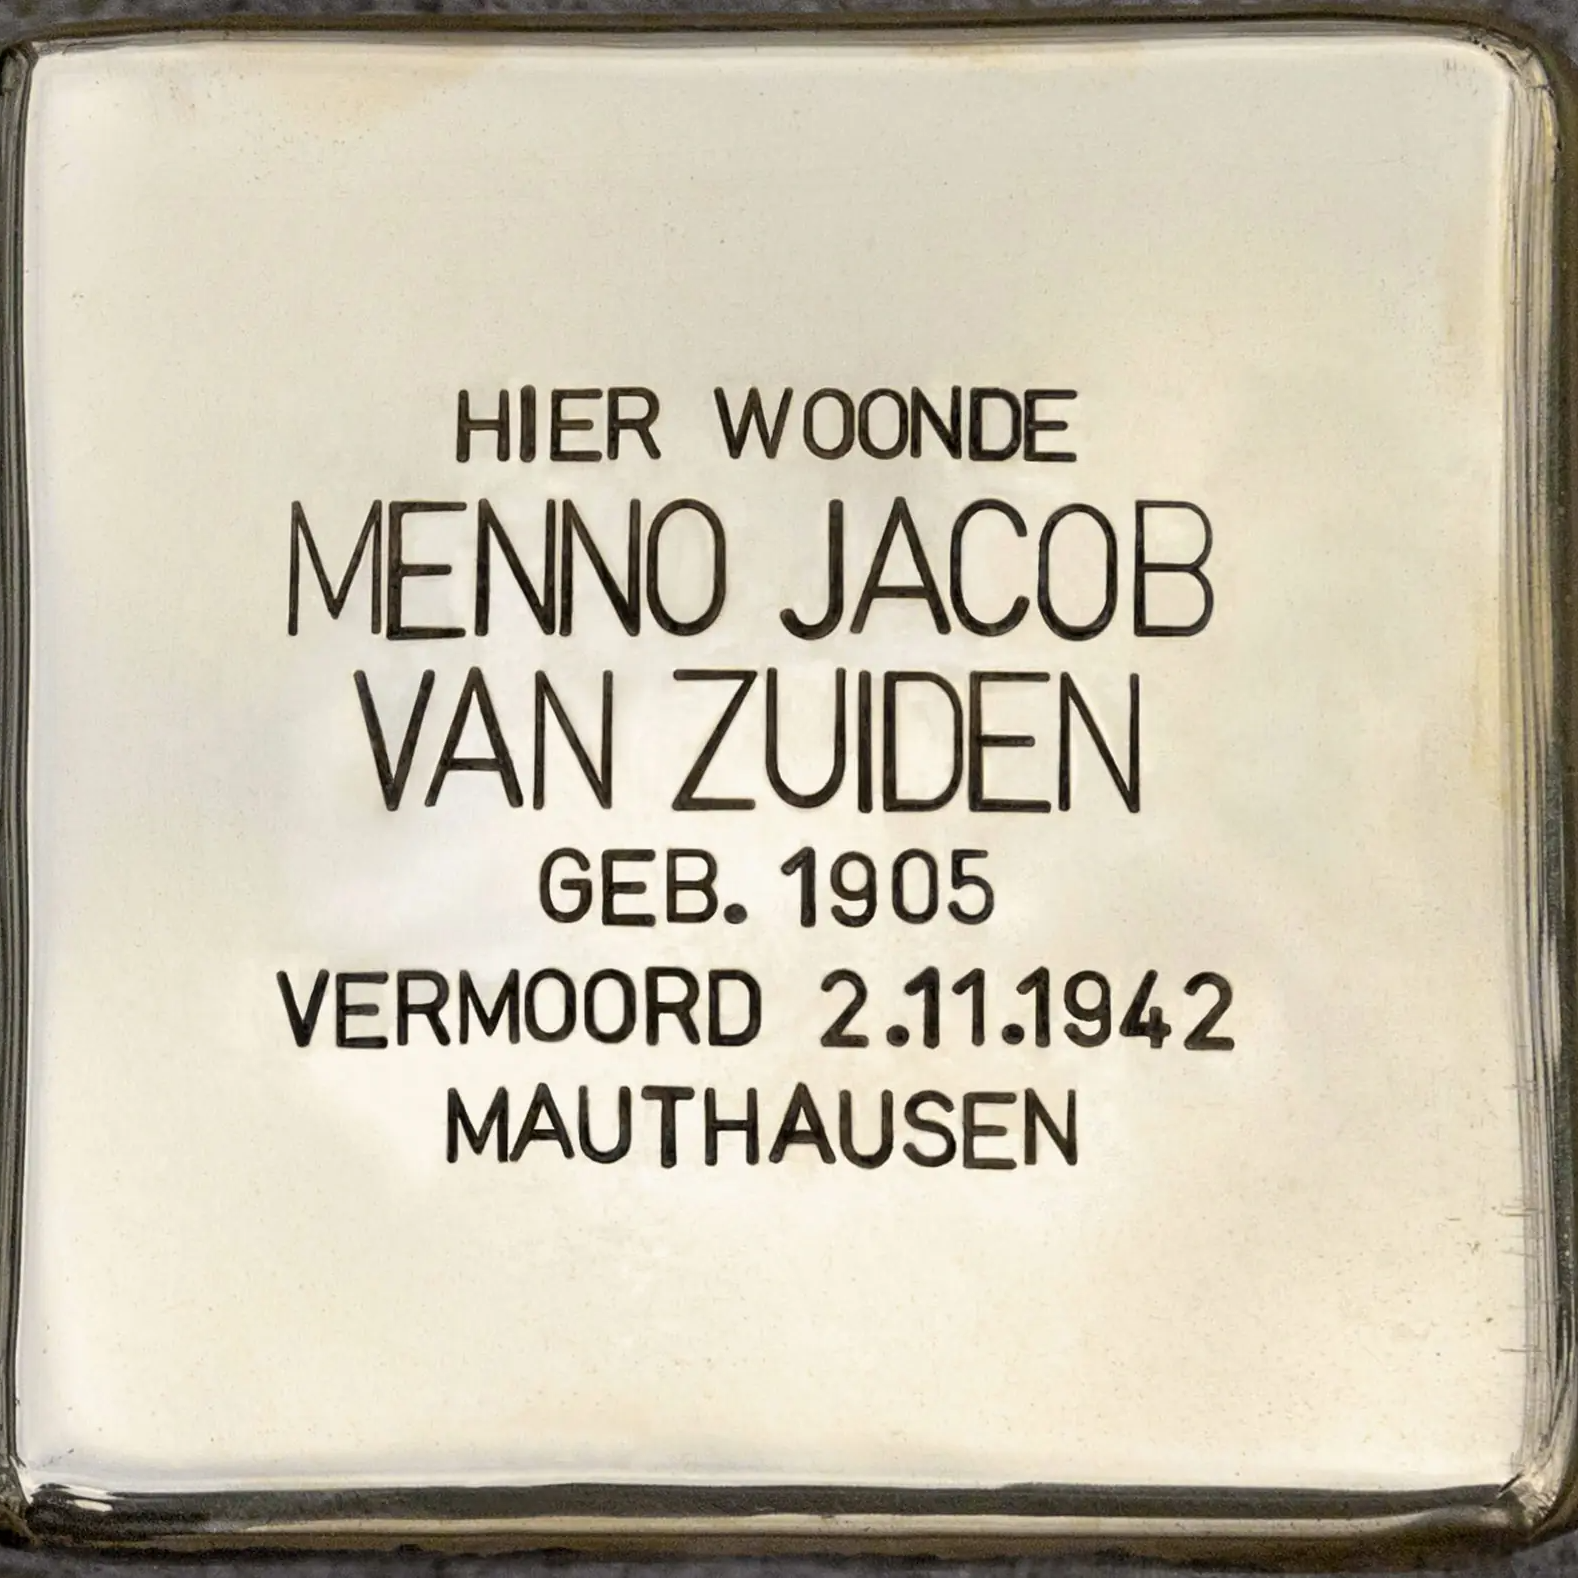 HIER WOONDE
MENNO JACOB
VAN ZUIDEN
GEB. 1905
VERMOORD 2.11.1942
MAUTHAUSEN